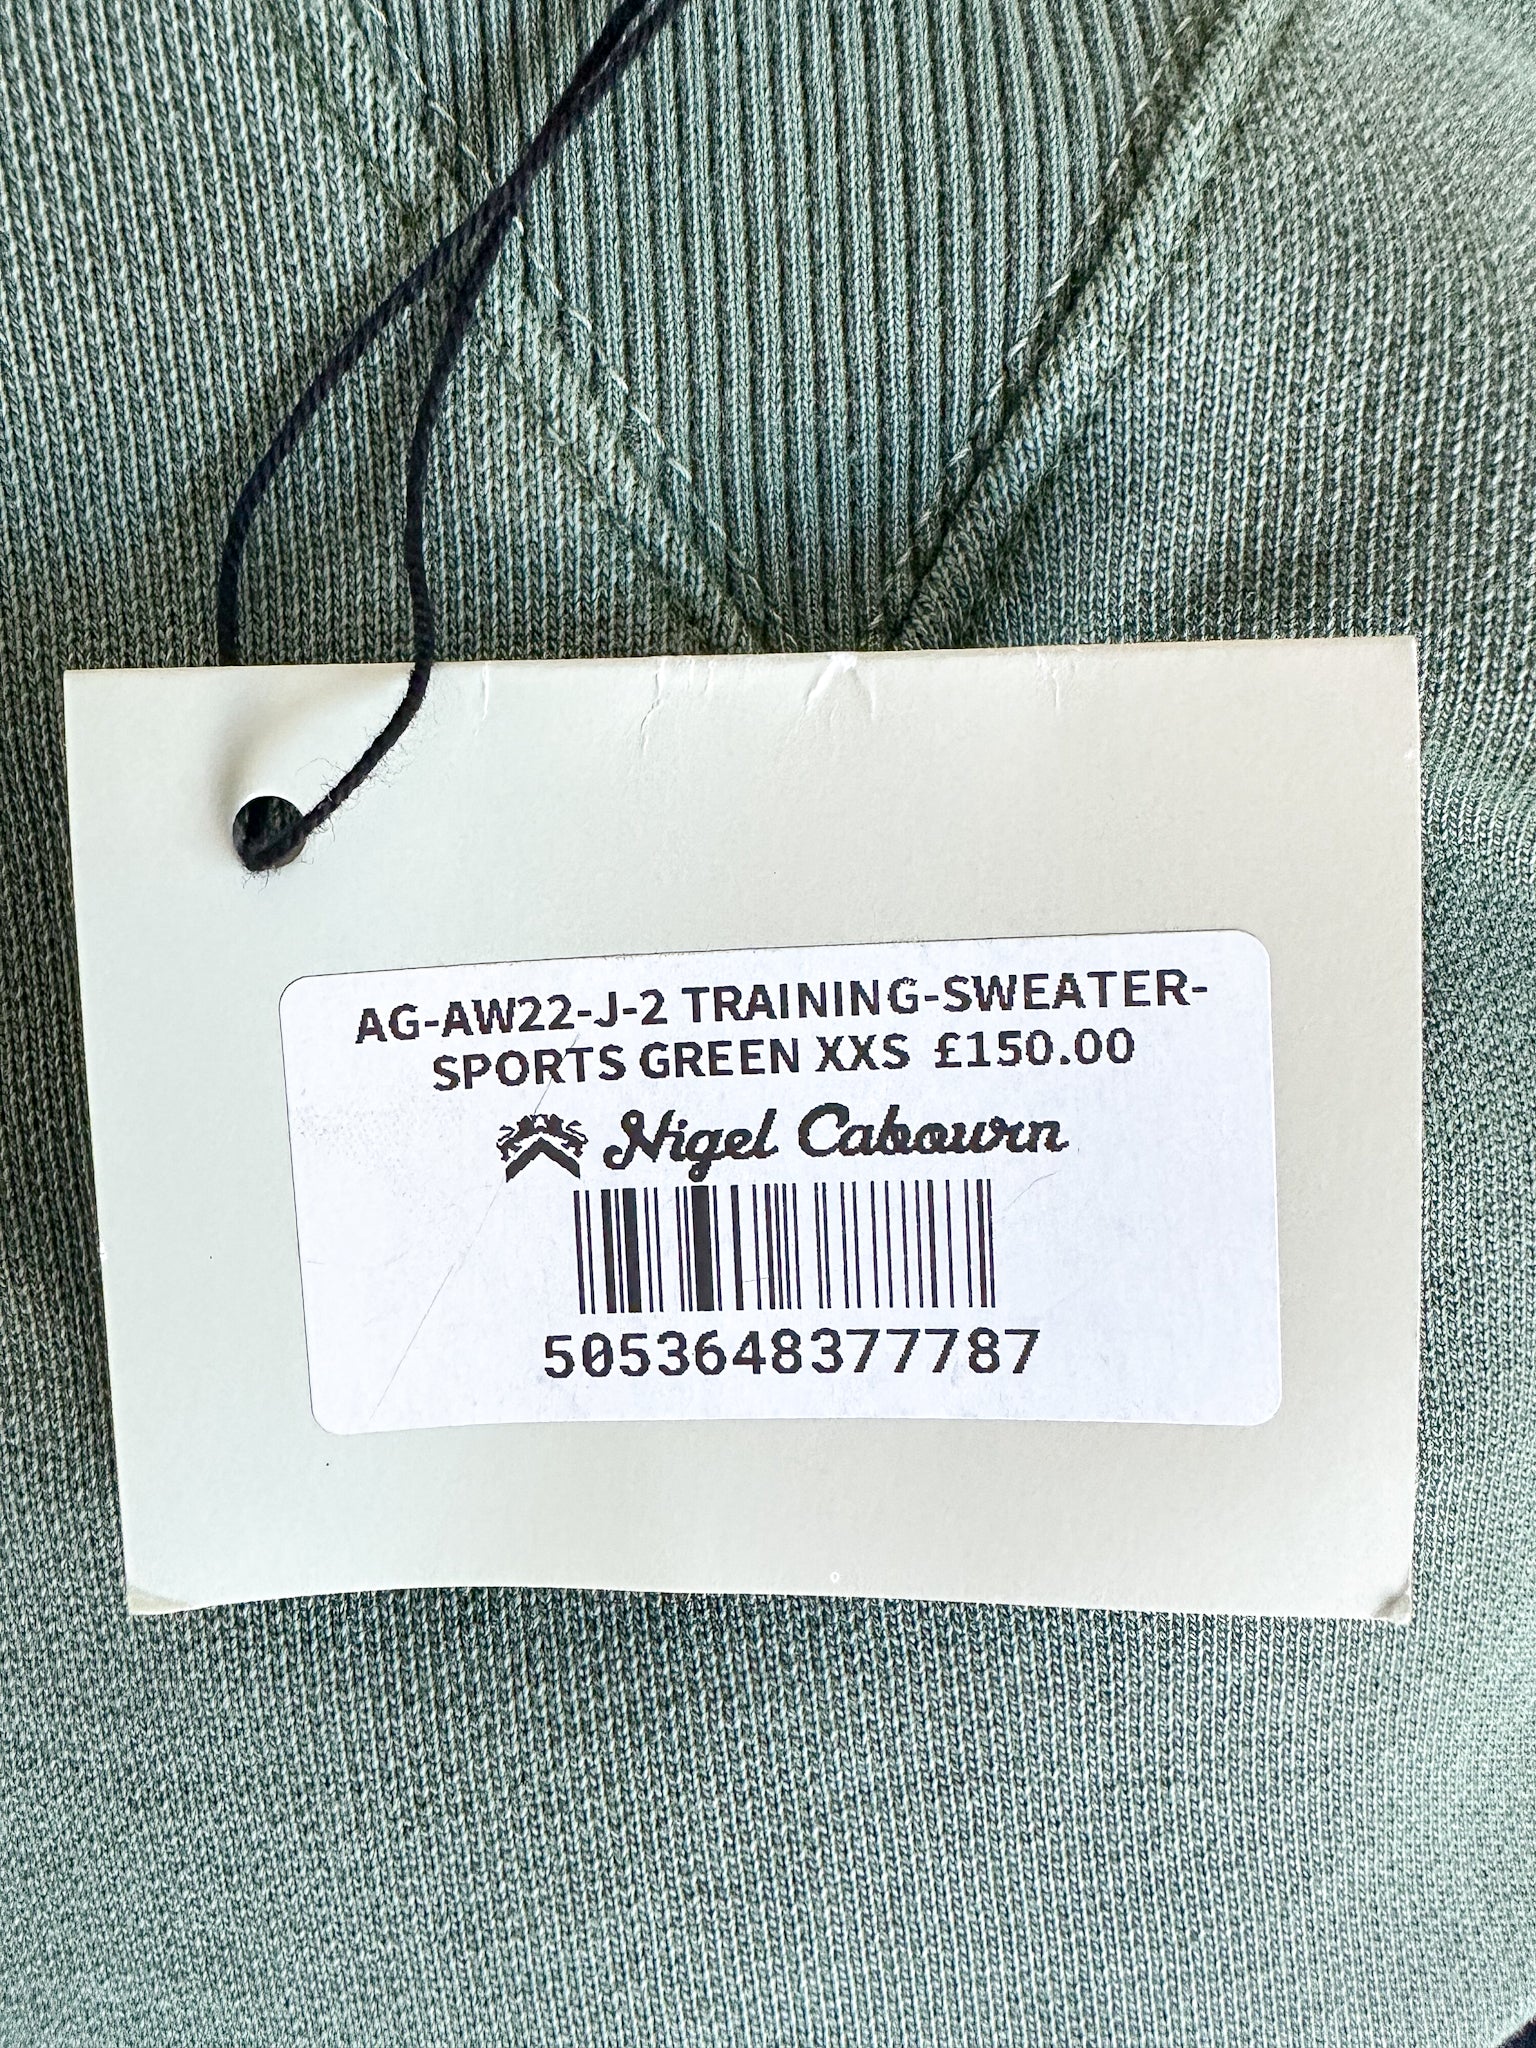 AG-AW22-J-2 TRAINING-SWEATER-
SPORTS GREEN XXS £150.00
Nigel Cabourn
5053648377787